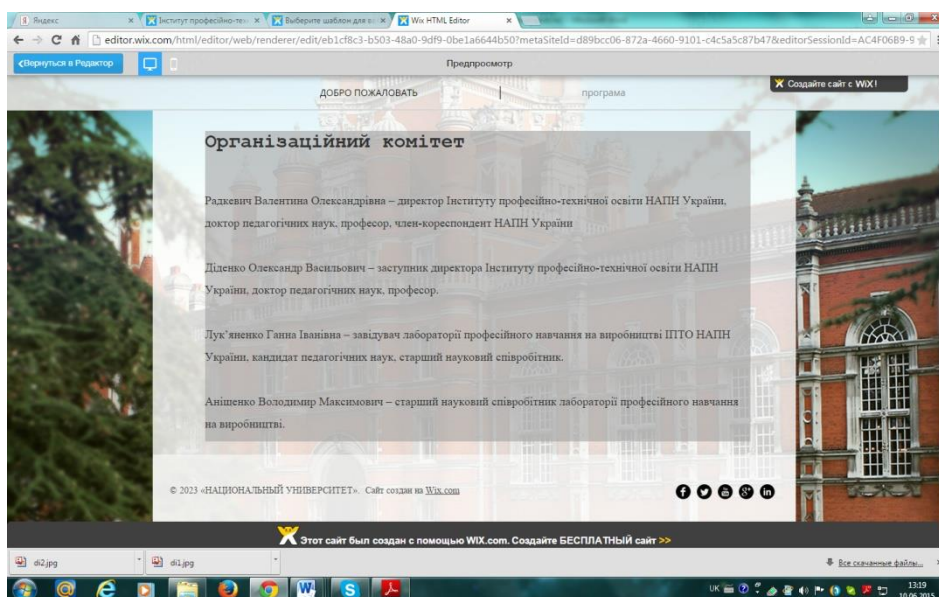 Яндекс
Інститут професійно-техн
Выберите шаблон для ва
Wix HTML Editor
editor.wix.com/html/editor/web/renderer/edit/eb1cf8c3-b503-48a0-9df9-0be1a6644b50?metaSiteId=d89bcc06-872a-4660-9101-c4c5a5c87b47&editorSessionId=AC4F06B9-9
<Вернуться в Редактор
Предпросмотр
ДОБРО ПОЖАЛОВАТЬ
програма
Создайте сайт с WiX!
Організаційний комітет
Радкевич Валентина Олександрівна – директор Інституту професійно-технічної освіти НАПН України,
доктор педагогічних наук, професор, член-кореспондент НАПН України
Діденко Олександр Васильович – заступник директора Інституту професійно-технічної освіти НАПН
України, доктор педагогічних наук, професор.
Лук’яненко Ганна Іванівна – завідувач лабораторії професійного навчання на виробництві ІПТО НАПН
України, кандидат педагогічних наук, старший науковий співробітник.
Аніщенко Володимир Максимович – старший науковий співробітник лабораторії професійного навчання
на виробництві.
© 2023 «НАЦИОНАЛЬНЫЙ УНИВЕРСИТЕТ». Сайт создан на Wix.com
Этот сайт был создан с помощью WIX.com. Создайте БЕСПЛАТНЫЙ сайт >>
di2.jpg
di1.jpg
Все скачанные файлы...
UK
13:19
10.06.2015